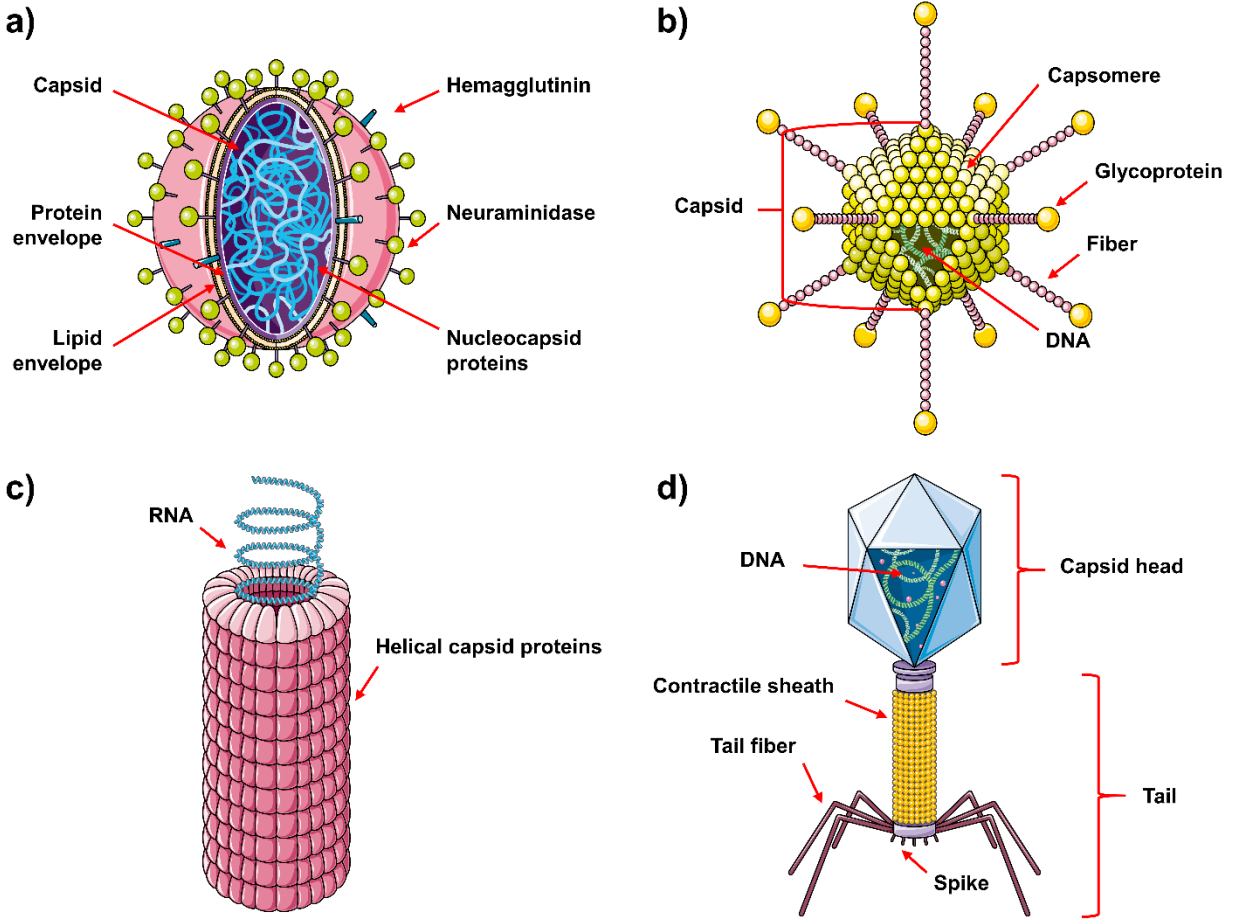 a)
Capsid
Hemagglutinin
Protein
envelope
Neuraminidase
Lipid
envelope
Nucleocapsid
proteins
b)
Capsomere
Glycoprotein
Capsid
Fiber
DNA
c)
RNA
Helical capsid proteins
d)
DNA
Capsid head
Contractile sheath
Tail fiber
Tail
Spike